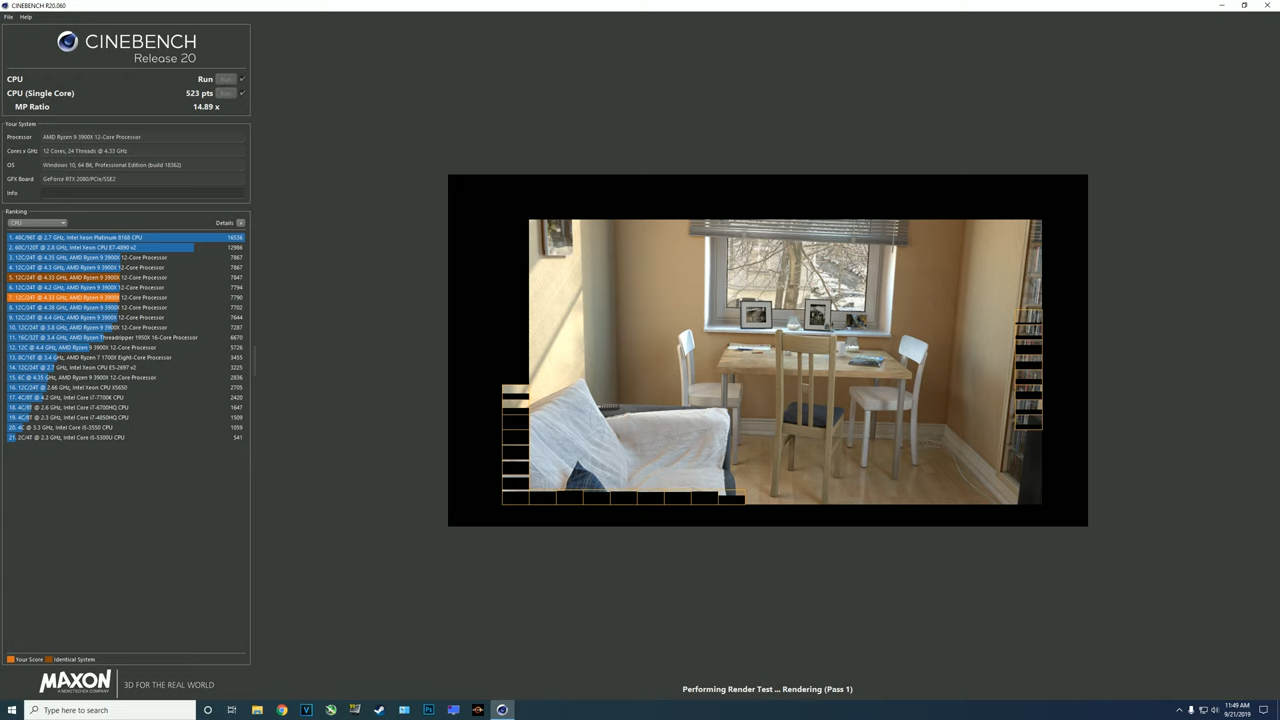 CINEBENCH R20.060
File Help
CINEBENCH
Release 20
CPU Run Run
CPU (Single Core) 523 pts Run
MP Ratio 14.89 x
Your System
Processor AMD Ryzen 9 3900X 12-Core Processor
Cores x GHz 12 Cores, 24 Threads @ 4.33 GHz
OS Windows 10, 64 Bit, Professional Edition (build 18362)
GFX Board GeForce RTX 2080/PCIe/SSE2
Info
Ranking
CPU Details
1. 48C/96T @ 2.7 GHz, Intel Xeon Platinum 8168 CPU 16536
2. 60C/120T @ 2.8 GHz, Intel Xeon CPU E7-4890 v2 12986
3. 12C/24T @ 4.35 GHz, AMD Ryzen 9 3900X 12-Core Processor 7867
4. 12C/24T @ 4.3 GHz, AMD Ryzen 9 3900X 12-Core Processor 7867
5. 12C/24T @ 4.33 GHz, AMD Ryzen 9 3900X 12-Core Processor 7847
6. 12C/24T @ 4.2 GHz, AMD Ryzen 9 3900X 12-Core Processor 7794
7. 12C/24T @ 4.33 GHz, AMD Ryzen 9 3900X 12-Core Processor 7790
8. 12C/24T @ 4.38 GHz, AMD Ryzen 9 3900X 12-Core Processor 7702
9. 12C/24T @ 4.4 GHz, AMD Ryzen 9 3900X 12-Core Processor 7644
10. 12C/24T @ 3.8 GHz, AMD Ryzen 9 3900X 12-Core Processor 7287
11. 16C/32T @ 3.4 GHz, AMD Ryzen Threadripper 1950X 16-Core Processor 6670
12. 12C @ 4.4 GHz, AMD Ryzen 9 3900X 12-Core Processor 5726
13. 8C/16T @ 3.4 GHz, AMD Ryzen 7 1700X Eight-Core Processor 3455
14. 12C/24T @ 2.7 GHz, Intel Xeon CPU E5-2697 v2 3225
15. 6C @ 4.35 GHz, AMD Ryzen 9 3900X 12-Core Processor 2836
16. 12C/24T @ 2.66 GHz, Intel Xeon CPU X5650 2705
17. 4C/8T @ 4.2 GHz, Intel Core i7-7700K CPU 2420
18. 4C/8T @ 2.6 GHz, Intel Core i7-6700HQ CPU 1647
19. 4C/8T @ 2.3 GHz, Intel Core i7-4850HQ CPU 1509
20. 4C @ 3.3 GHz, Intel Core i5-3550 CPU 1059
21. 2C/4T @ 2.3 GHz, Intel Core i5-5300U CPU 541
Your Score Identical System
MAXON 3D FOR THE REAL WORLD
A NEMETSCHEK COMPANY
Performing Render Test ... Rendering (Pass 1)
Type here to search
11:49 AM
9/21/2019